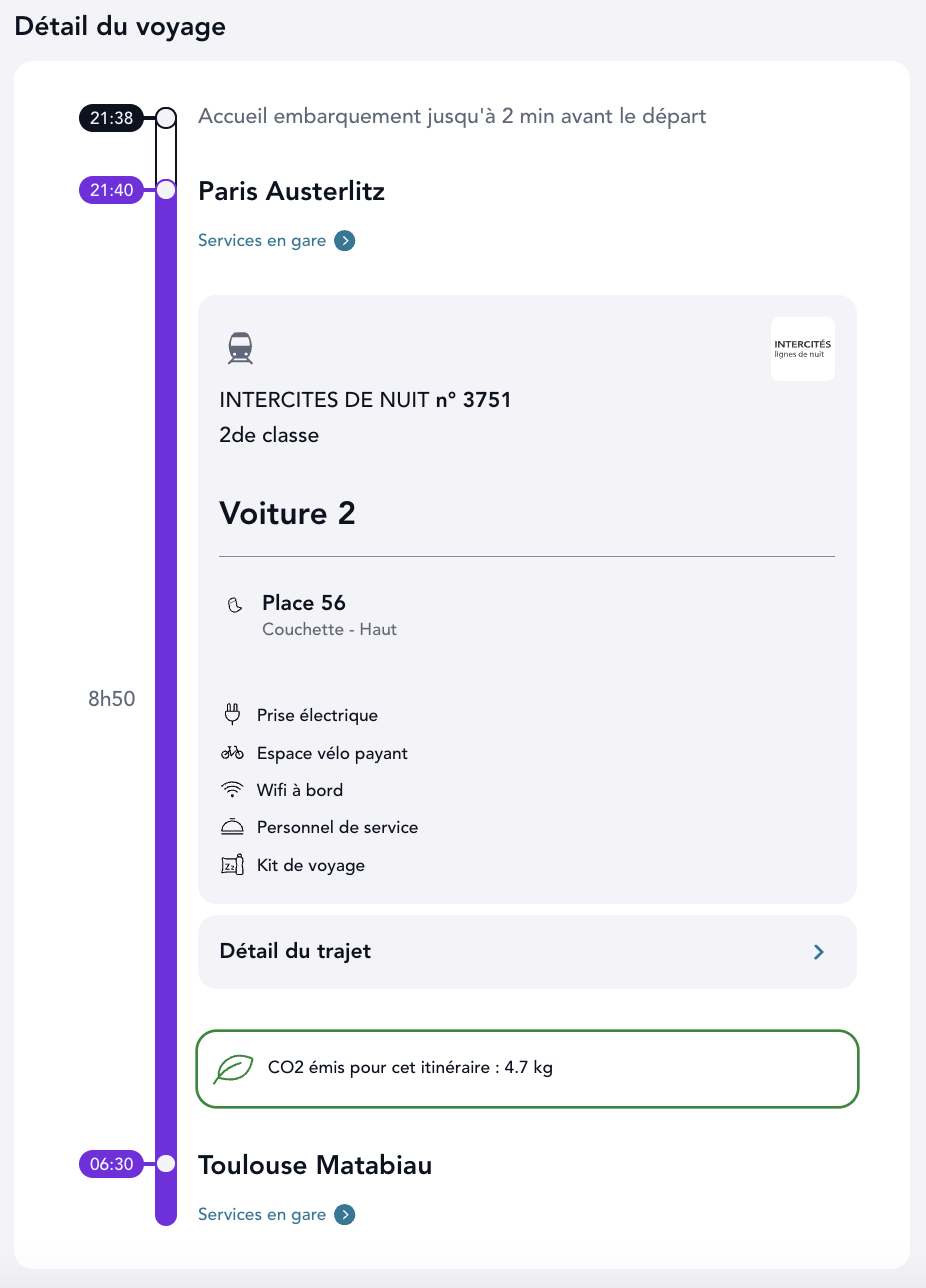 Détail du voyage
21:38
Accueil embarquement jusqu'à 2 min avant le départ
21:40
Paris Austerlitz
Services en gare
INTERCITÉS
lignes de nuit
INTERCITES DE NUIT n° 3751
2de classe
Voiture 2
Place 56
Couchette - Haut
8h50
Prise électrique
Espace vélo payant
Wifi à bord
Personnel de service
Zz
Kit de voyage
Détail du trajet
CO2 émis pour cet itinéraire : 4.7 kg
06:30
Toulouse Matabiau
Services en gare